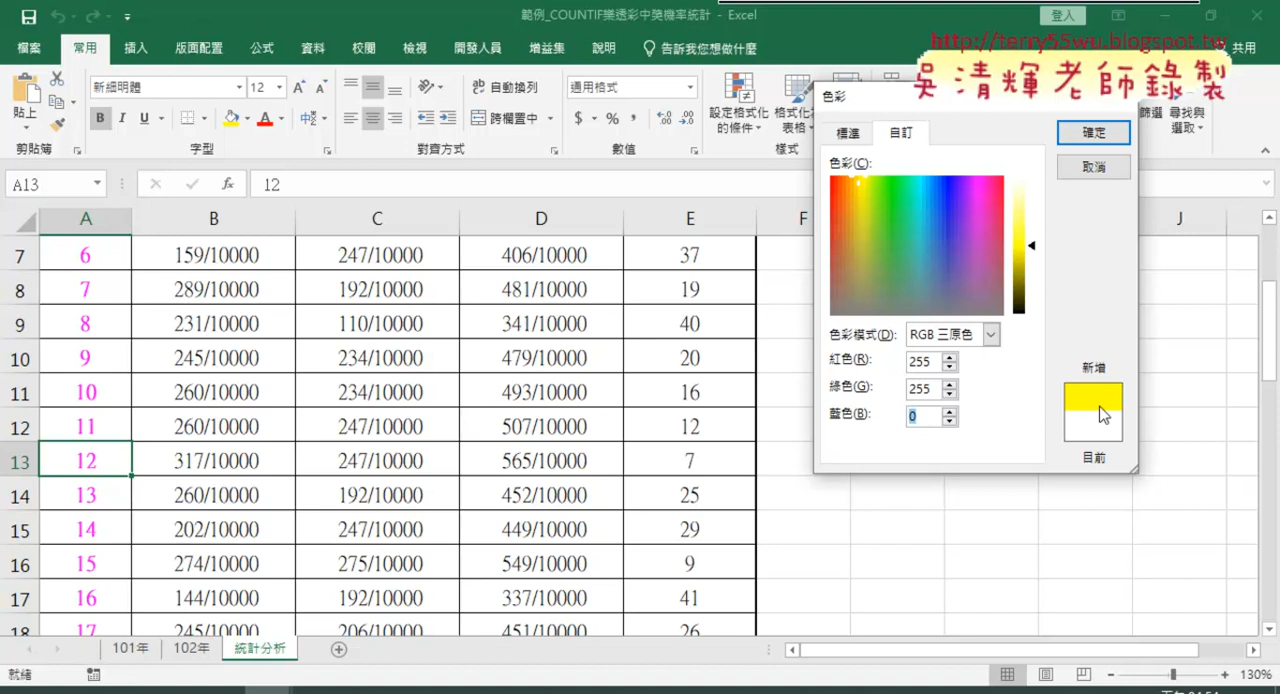 範例_COUNTIF樂透彩中獎機率統計 - Excel
登入
檔案 常用 插入 版面配置 公式 資料 校閱 檢視 開發人員 增益集 說明 告訴我您想做什麼 共用
http://terry55wu.blogspot.tw
吳清輝老師錄製
貼上
新細明體 12
自動換列
通用格式
B I U
跨欄置中
$ % ,
設定格式化的條件
格式化為表格
篩選
尋找與選取
剪貼簿 字型 對齊方式 數值 樣式
A13 fx 12
A B C D E F J
7 6 159/10000 247/10000 406/10000 37
8 7 289/10000 192/10000 481/10000 19
9 8 231/10000 110/10000 341/10000 40
10 9 245/10000 234/10000 479/10000 20
11 10 260/10000 234/10000 493/10000 16
12 11 260/10000 247/10000 507/10000 12
13 12 317/10000 247/10000 565/10000 7
14 13 260/10000 192/10000 452/10000 25
15 14 202/10000 247/10000 449/10000 29
16 15 274/10000 275/10000 549/10000 9
17 16 144/10000 192/10000 337/10000 41
18 17 245/10000 206/10000 451/10000 26
色彩
標準 自訂
確定
取消
色彩(C):
色彩模式(D): RGB 三原色
紅色(R): 255
綠色(G): 255
藍色(B): 0
新增
目前
101年 102年 統計分析
就緒
130%